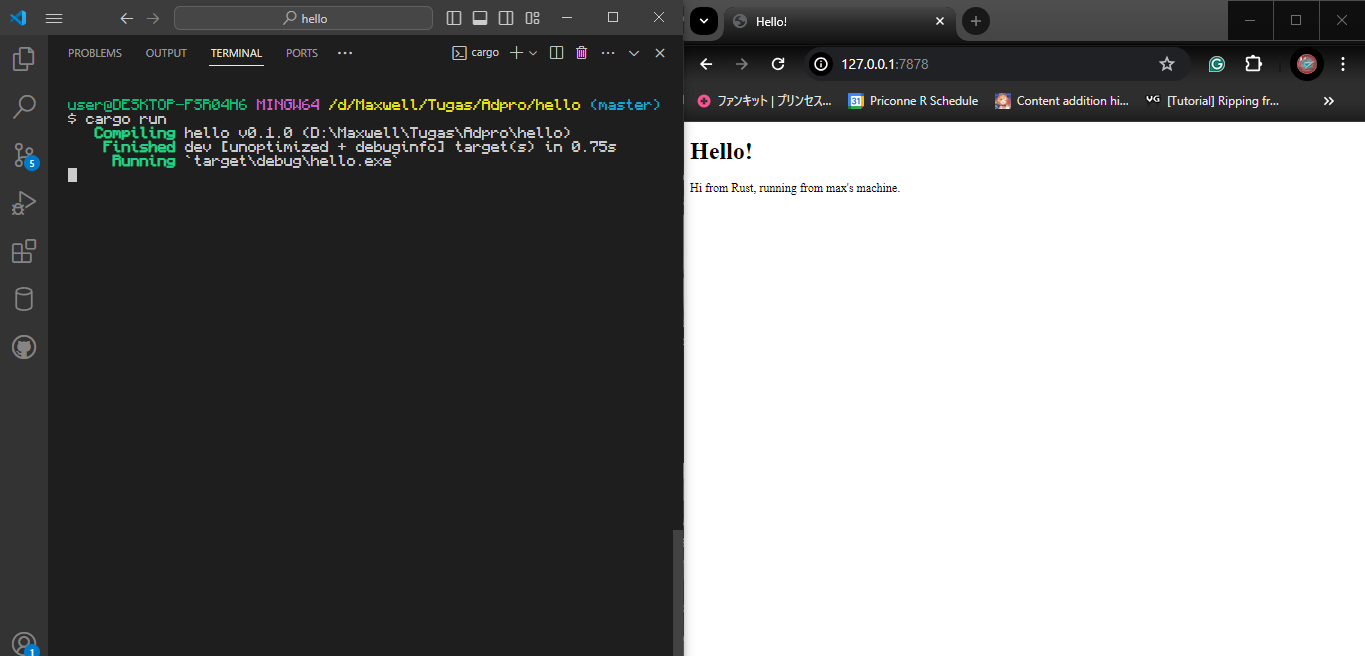 hello
PROBLEMS OUTPUT TERMINAL PORTS ...
cargo
user@DESKTOP-F5R04H6 MINGW64 /d/Maxwell/Tugas/Adpro/hello (master)
$ cargo run
Compiling hello v0.1.0 (D:\Maxwell\Tugas\Adpro\hello)
Finished dev [unoptimized + debuginfo] target(s) in 0.75s
Running `target\debug\hello.exe`
5
1
Hello!
127.0.0.1:7878
ファンキット | プリンセス... 31 Priconne R Schedule Content addition hi... VG [Tutorial] Ripping fr...
Hello!
Hi from Rust, running from max's machine.